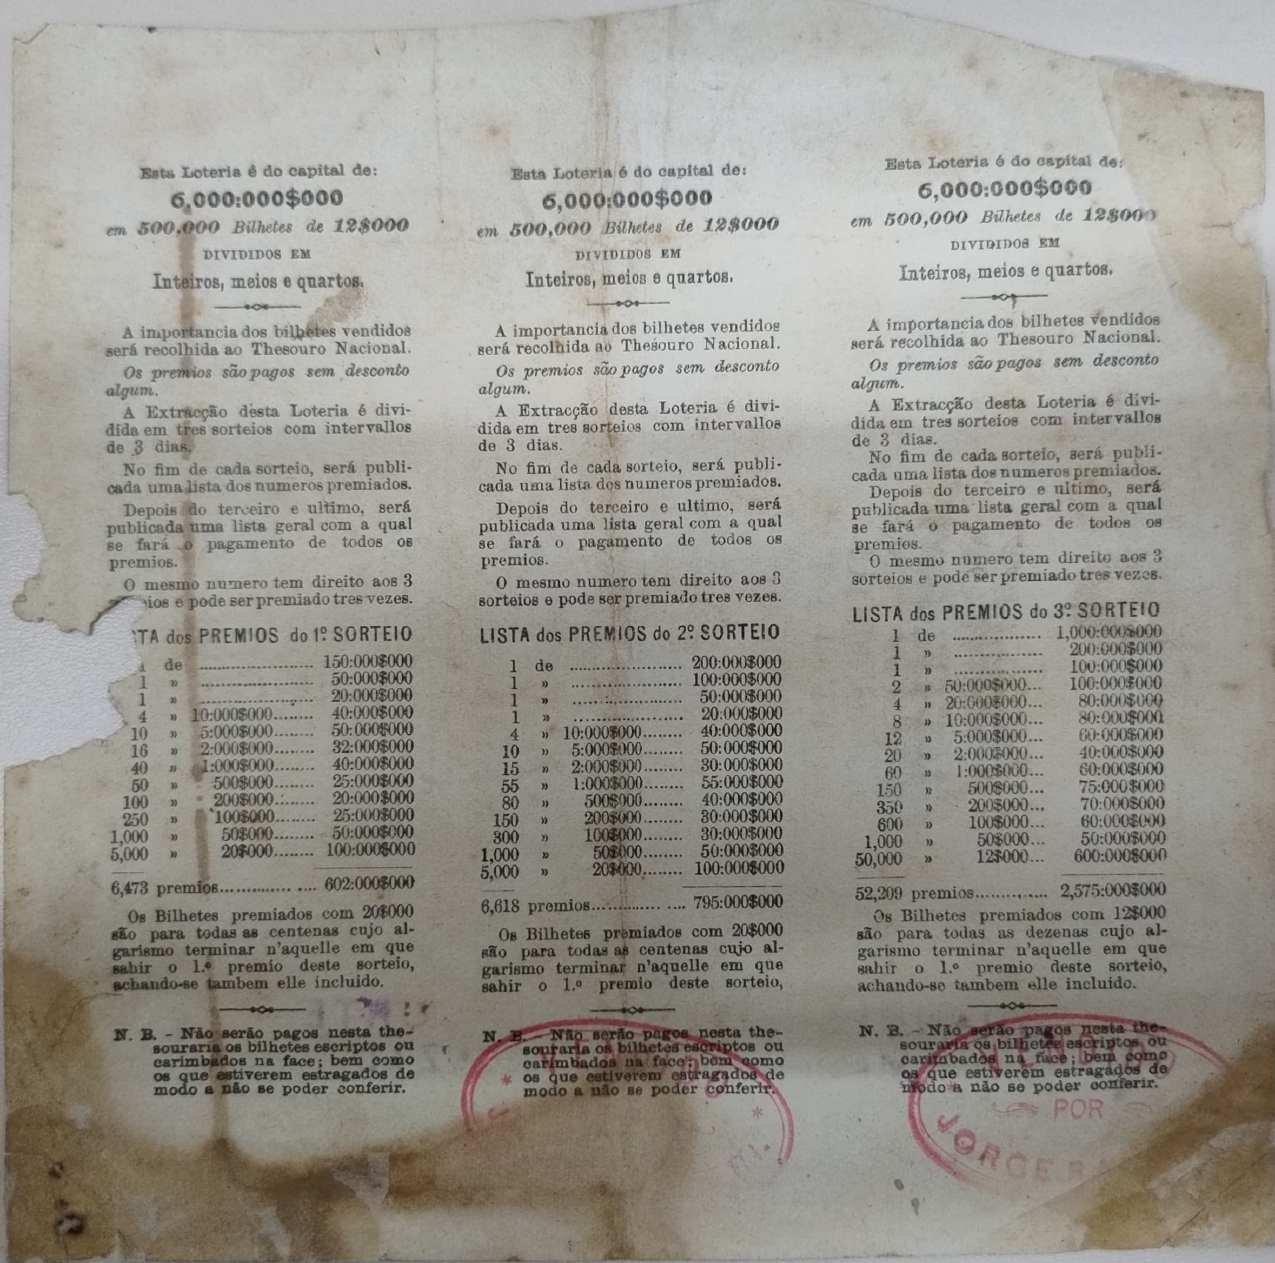 Esta Loteria é do capital de:
6,000:000$000
em 500,000 Bilhetes de 12$000
DIVIDIDOS EM
Inteiros, meios e quartos.
A importancia dos bilhetes vendidos
será recolhida ao Thesouro Nacional.
Os premios são pagos sem desconto
algum.
A Extracção desta Loteria é divi-
dida em tres sorteios com intervallos
de 3 dias.
No fim de cada sorteio, será publi-
cada uma lista dos numeros premiados.
Depois do terceiro e ultimo, será
publicada uma lista geral com a qual
se fará o pagamento de todos os
premios.
O mesmo numero tem direito aos 3
e pode ser premiado tres vezes.
TA dos PREMIOS do 1º SORTEIO
1 de .................... 150:000$000
1 » .................... 50:000$000
1 » .................... 20:000$000
4 » 10:000$000........ 40:000$000
10 » 5:000$000........ 50:000$000
16 » 2:000$000........ 32:000$000
40 » 1:000$000........ 40:000$000
50 » 500$000........ 25:000$000
100 » 200$000........ 20:000$000
250 » 100$000........ 25:000$000
1,000 » 50$000........ 50:000$000
5,000 » 20$000........ 100:000$000
6,473 premios.................. 602:000$000
Os Bilhetes premiados com 20$000
são para todas as centenas cujo al-
garismo terminar n'aquelle em que
sahir o 1.º premio deste sorteio,
achando-se tambem elle incluido.
N. B. - Não serão pagos nesta the-
souraria os bilhetes escriptos ou
carimbados na face; bem como
os que estiverem estragados de
modo a não se poder conferir.
Esta Loteria é do capital de:
6,000:000$000
em 500,000 Bilhetes de 12$000
DIVIDIDOS EM
Inteiros, meios e quartos.
A importancia dos bilhetes vendidos
será recolhida ao Thesouro Nacional.
Os premios são pagos sem desconto
algum.
A Extracção desta Loteria é divi-
dida em tres sorteios com intervallos
de 3 dias.
No fim de cada sorteio, será publi-
cada uma lista dos numeros premiados.
Depois do terceiro e ultimo, será
publicada uma lista geral com a qual
se fará o pagamento de todos os
premios.
O mesmo numero tem direito aos 3
sorteios e pode ser premiado tres vezes.
LISTA dos PREMIOS do 2º SORTEIO
1 de .................... 200:000$000
1 » .................... 100:000$000
1 » .................... 50:000$000
1 » .................... 20:000$000
4 » 10:000$000........ 40:000$000
10 » 5:000$000........ 50:000$000
15 » 2:000$000........ 30:000$000
55 » 1:000$000........ 55:000$000
80 » 500$000........ 40:000$000
150 » 200$000........ 30:000$000
300 » 100$000........ 30:000$000
1,000 » 50$000........ 50:000$000
5,000 » 20$000........ 100:000$000
6,618 premios.................. 795:000$000
Os Bilhetes premiados com 20$000
são para todas as centenas cujo al-
garismo terminar n'aquelle em que
sahir o 1.º premio deste sorteio,
N. B. - Não serão pagos nesta the-
souraria os bilhetes escriptos ou
carimbados na face; bem como
os que estiverem estragados de
modo a não se poder conferir.
Esta Loteria é do capital de:
6,000:000$000
em 500,000 Bilhetes de 12$000
DIVIDIDOS EM
Inteiros, meios e quartos.
A importancia dos bilhetes vendidos
será recolhida ao Thesouro Nacional.
Os premios são pagos sem desconto
algum.
A Extracção desta Loteria é divi-
dida em tres sorteios com intervallos
de 3 dias.
No fim de cada sorteio, será publi-
cada uma lista dos numeros premiados.
Depois do terceiro e ultimo, será
publicada uma lista geral com a qual
se fará o pagamento de todos os
premios.
O mesmo numero tem direito aos 3
sorteios e pode ser premiado tres vezes.
LISTA dos PREMIOS do 3º SORTEIO
1 de ................ 1,000:000$000
1 » ................ 200:000$000
1 » ................ 100:000$000
2 » 50:000$000... 100:000$000
4 » 20:000$000... 80:000$000
8 » 10:000$000... 80:000$000
12 » 5:000$000... 60:000$000
20 » 2:000$000... 40:000$000
60 » 1:000$000... 60:000$000
150 » 500$000... 75:000$000
350 » 200$000... 70:000$000
600 » 100$000... 60:000$000
1,000 » 50$000... 50:000$000
50,000 » 12$000... 600:000$000
52,209 premios.............. 2,575:000$000
Os Bilhetes premiados com 12$000
são para todas as dezenas cujo al-
garismo terminar n'aquelle em que
sahir o 1.º premio deste sorteio,
achando-se tambem elle incluido.
N. B. - Não serão pagos nesta the-
souraria os bilhetes escriptos ou
carimbados na face; bem como
os que estiverem estragados de
modo a não se poder conferir.
POR
JORGE